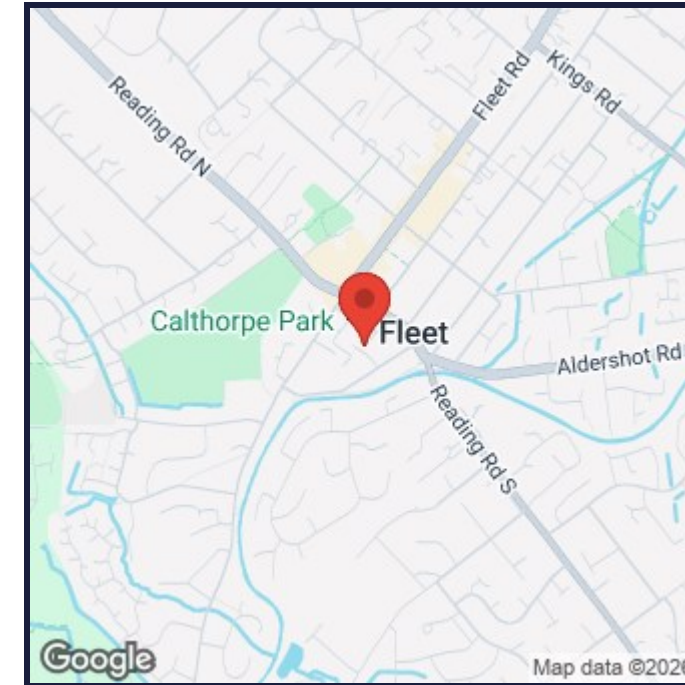 Reading Rd N
Fleet Rd
Kings Rd
Calthorpe Park
Fleet
Aldershot Rd
Reading Rd S
Google
Map data ©2026